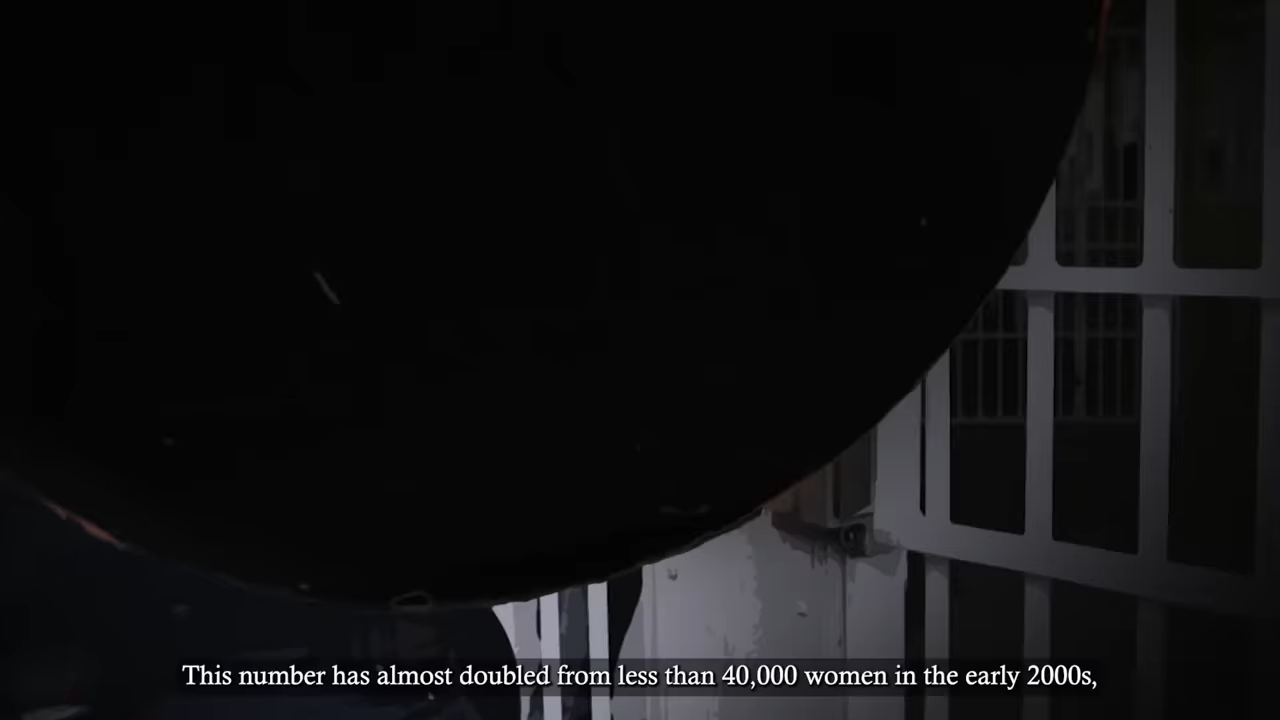 This number has almost doubled from less than 40,000 women in the early 2000s,